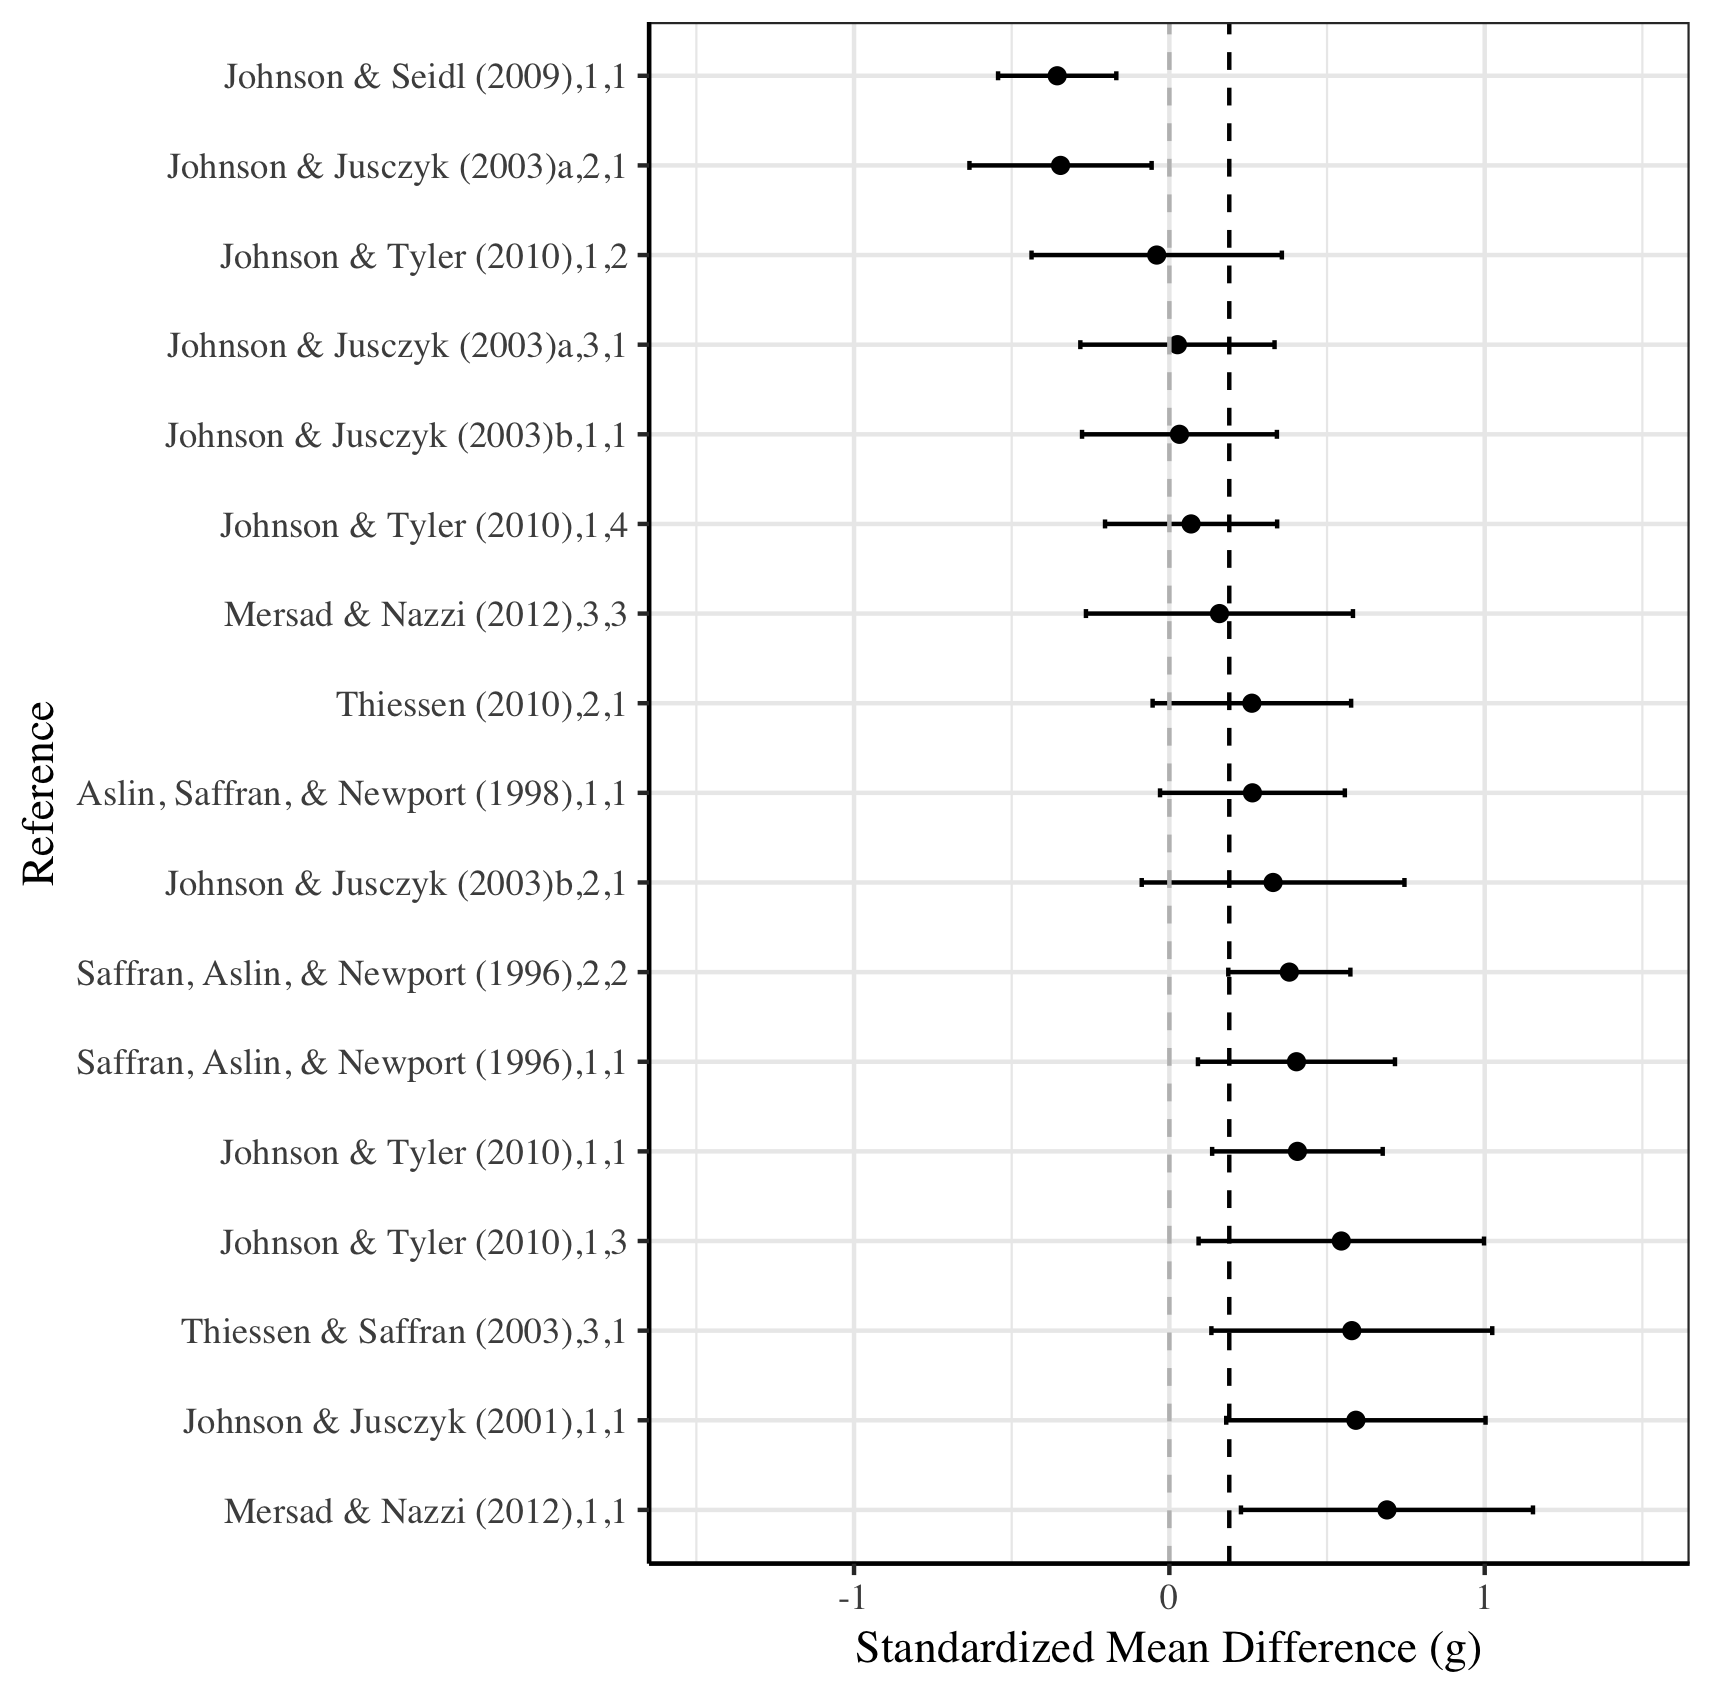 Johnson & Seidl (2009),1,1
Johnson & Jusczyk (2003)a,2,1
Johnson & Tyler (2010),1,2
Johnson & Jusczyk (2003)a,3,1
Johnson & Jusczyk (2003)b,1,1
Johnson & Tyler (2010),1,4
Mersad & Nazzi (2012),3,3
Thiessen (2010),2,1
Aslin, Saffran, & Newport (1998),1,1
Johnson & Jusczyk (2003)b,2,1
Saffran, Aslin, & Newport (1996),2,2
Saffran, Aslin, & Newport (1996),1,1
Johnson & Tyler (2010),1,1
Johnson & Tyler (2010),1,3
Thiessen & Saffran (2003),3,1
Johnson & Jusczyk (2001),1,1
Mersad & Nazzi (2012),1,1
Reference
-1 0 1
Standardized Mean Difference (g)